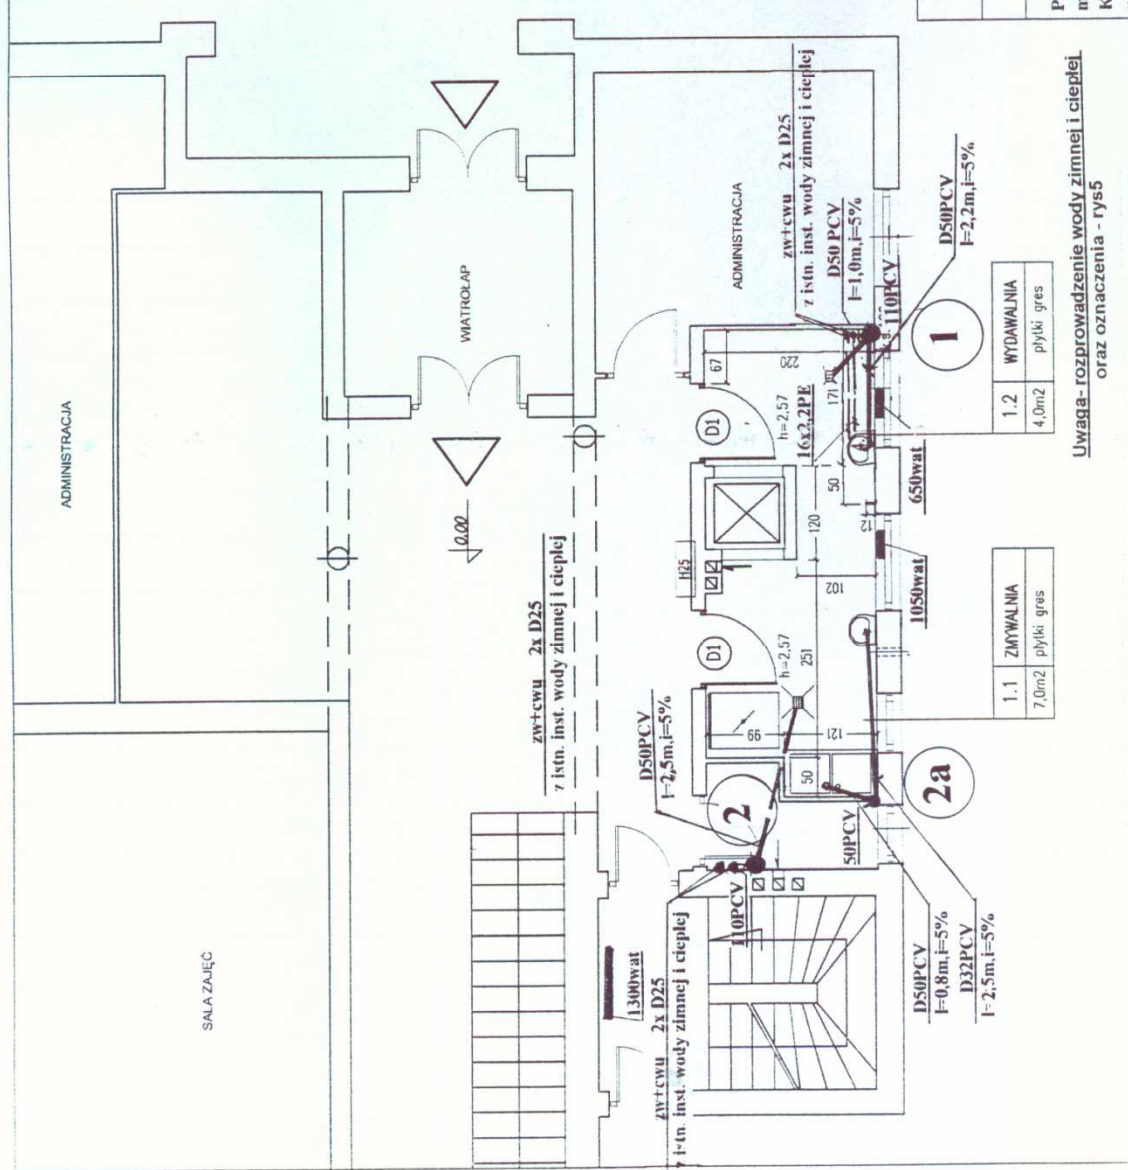 ADMINISTRACJA
SALA ZAJĘĆ
WIATROŁAP
0.00
zw+cwu 2x D25
z istn. inst. wody zimnej i ciepłej
ADMINISTRACJA
zw+cwu 2x D25
z istn. inst. wody zimnej i ciepłej
D50 PCV
l=1,0m,i=5%
110PCV
D50PCV
l=2,2m,i=5%
1
67
220
171
D1
h=2,57
16x2,2PE
50
12
650wat
120
H25
102
1050wat
D1
h=2,57
251
D50PCV
l=2,5m,i=5%
99
121
50
2
2a
50PCV
110PCV
1300wat
zw+cwu 2x D25
z istn. inst. wody zimnej i ciepłej
D50PCV
l=0,8m,i=5%
D32PCV
l=2,5m,i=5%
1.1 ZMYWALNIA
7,0m2 płytki gres
1.2 WYDAWALNIA
4,0m2 płytki gres
Uwaga- rozprowadzenie wody zimnej i ciepłej
oraz oznaczenia - rys5
P
m
K